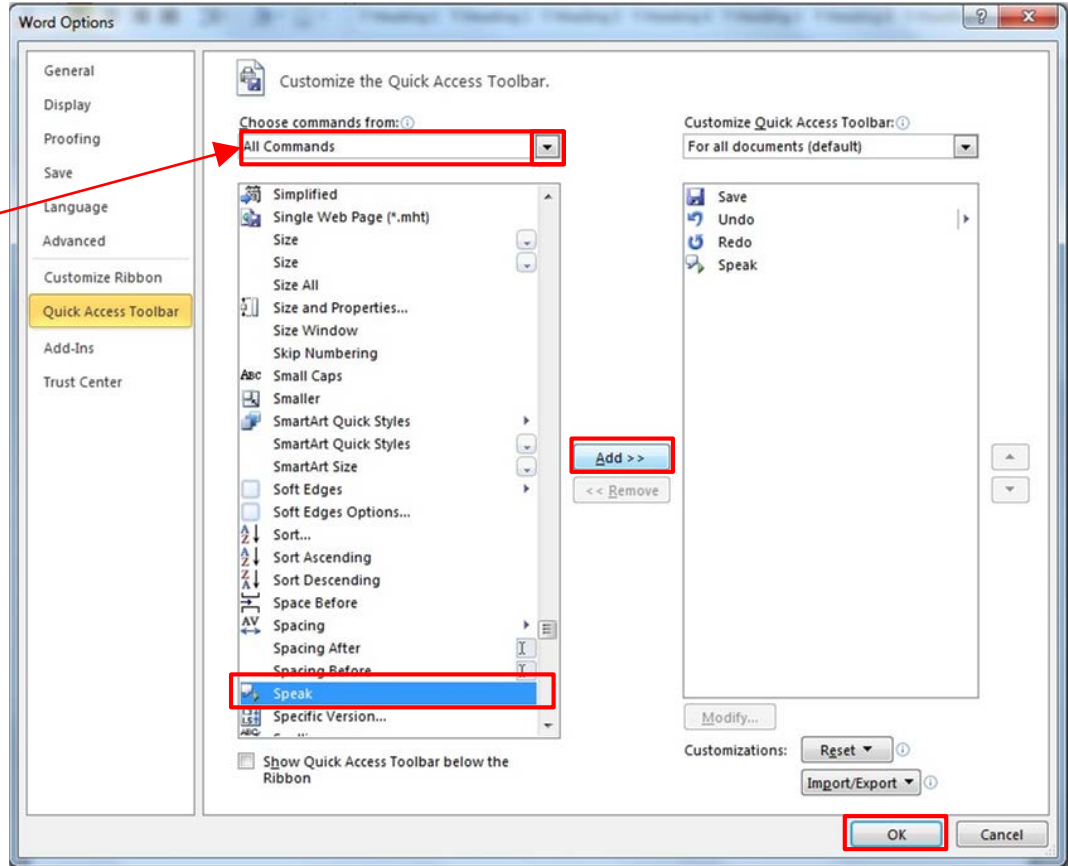 Word Options
General
Display
Proofing
Save
Language
Advanced
Customize Ribbon
Quick Access Toolbar
Add-Ins
Trust Center
Customize the Quick Access Toolbar.
Choose commands from:
All Commands
Simplified
Single Web Page (*.mht)
Size
Size
Size All
Size and Properties...
Size Window
Skip Numbering
Small Caps
Smaller
SmartArt Quick Styles
SmartArt Quick Styles
SmartArt Size
Soft Edges
Soft Edges Options...
Sort...
Sort Ascending
Sort Descending
Space Before
Spacing
Spacing After
Spacing Before
Speak
Specific Version...
Show Quick Access Toolbar below the
Ribbon
Add >>
<< Remove
Customize Quick Access Toolbar:
For all documents (default)
Save
Undo
Redo
Speak
Modify...
Customizations:
Reset
Import/Export
OK
Cancel